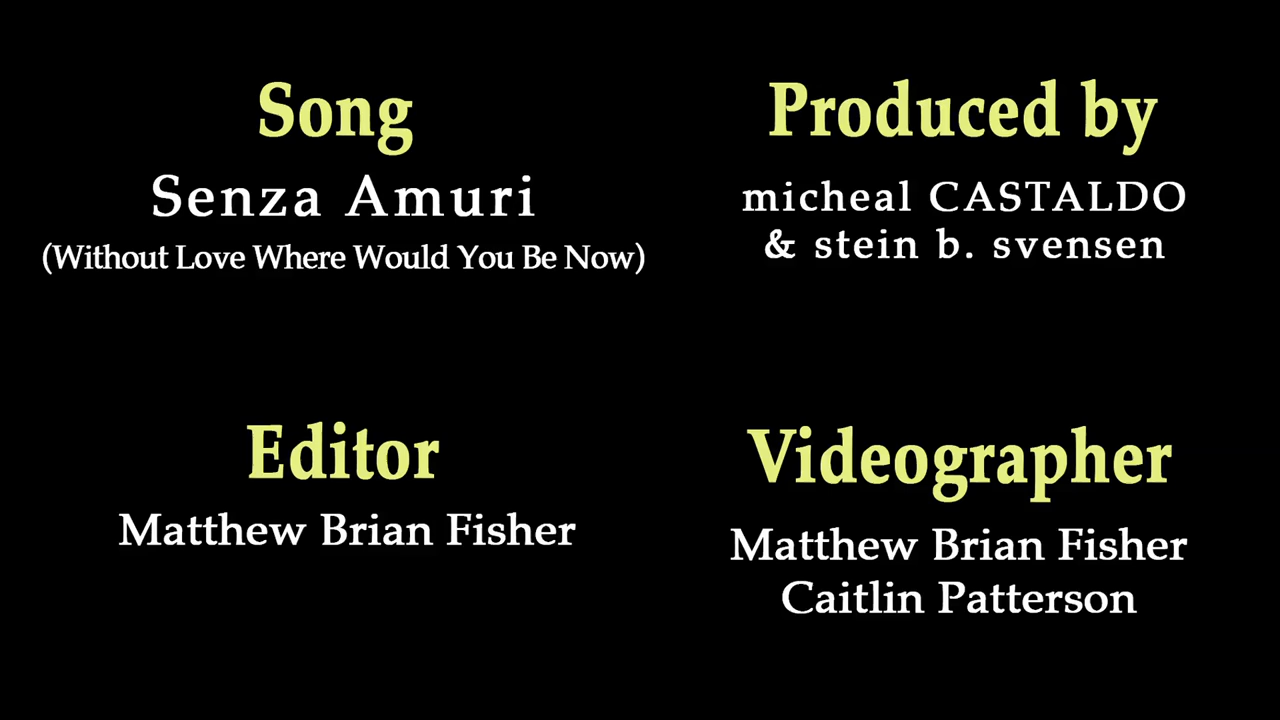 Song
Senza Amuri
(Without Love Where Would You Be Now)
Produced by
micheal CASTALDO
& stein b. svensen
Editor
Matthew Brian Fisher
Videographer
Matthew Brian Fisher
Caitlin Patterson